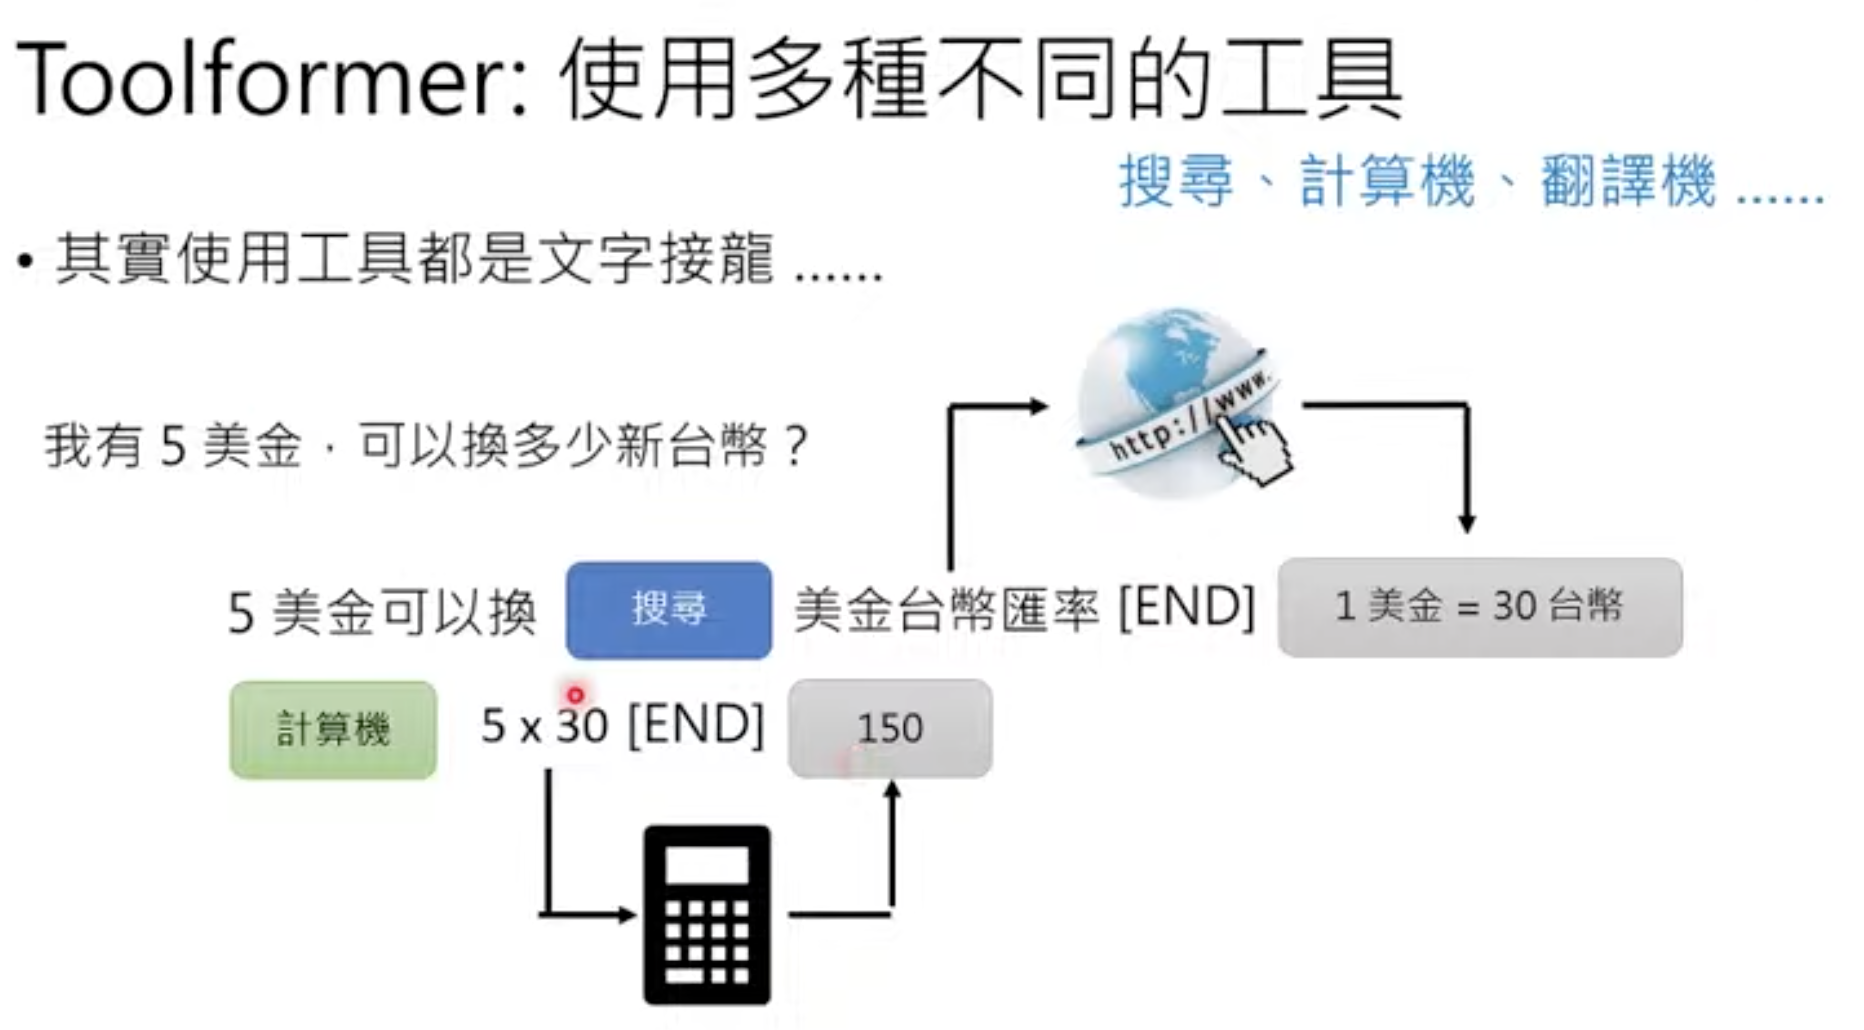 Toolformer: 使用多種不同的工具
搜尋、計算機、翻譯機 ......
• 其實使用工具都是文字接龍 ......
http://www.
我有 5 美金，可以換多少新台幣？
5 美金可以換 搜尋 美金台幣匯率 [END] 1 美金 = 30 台幣
計算機 5 x 30 [END] 150